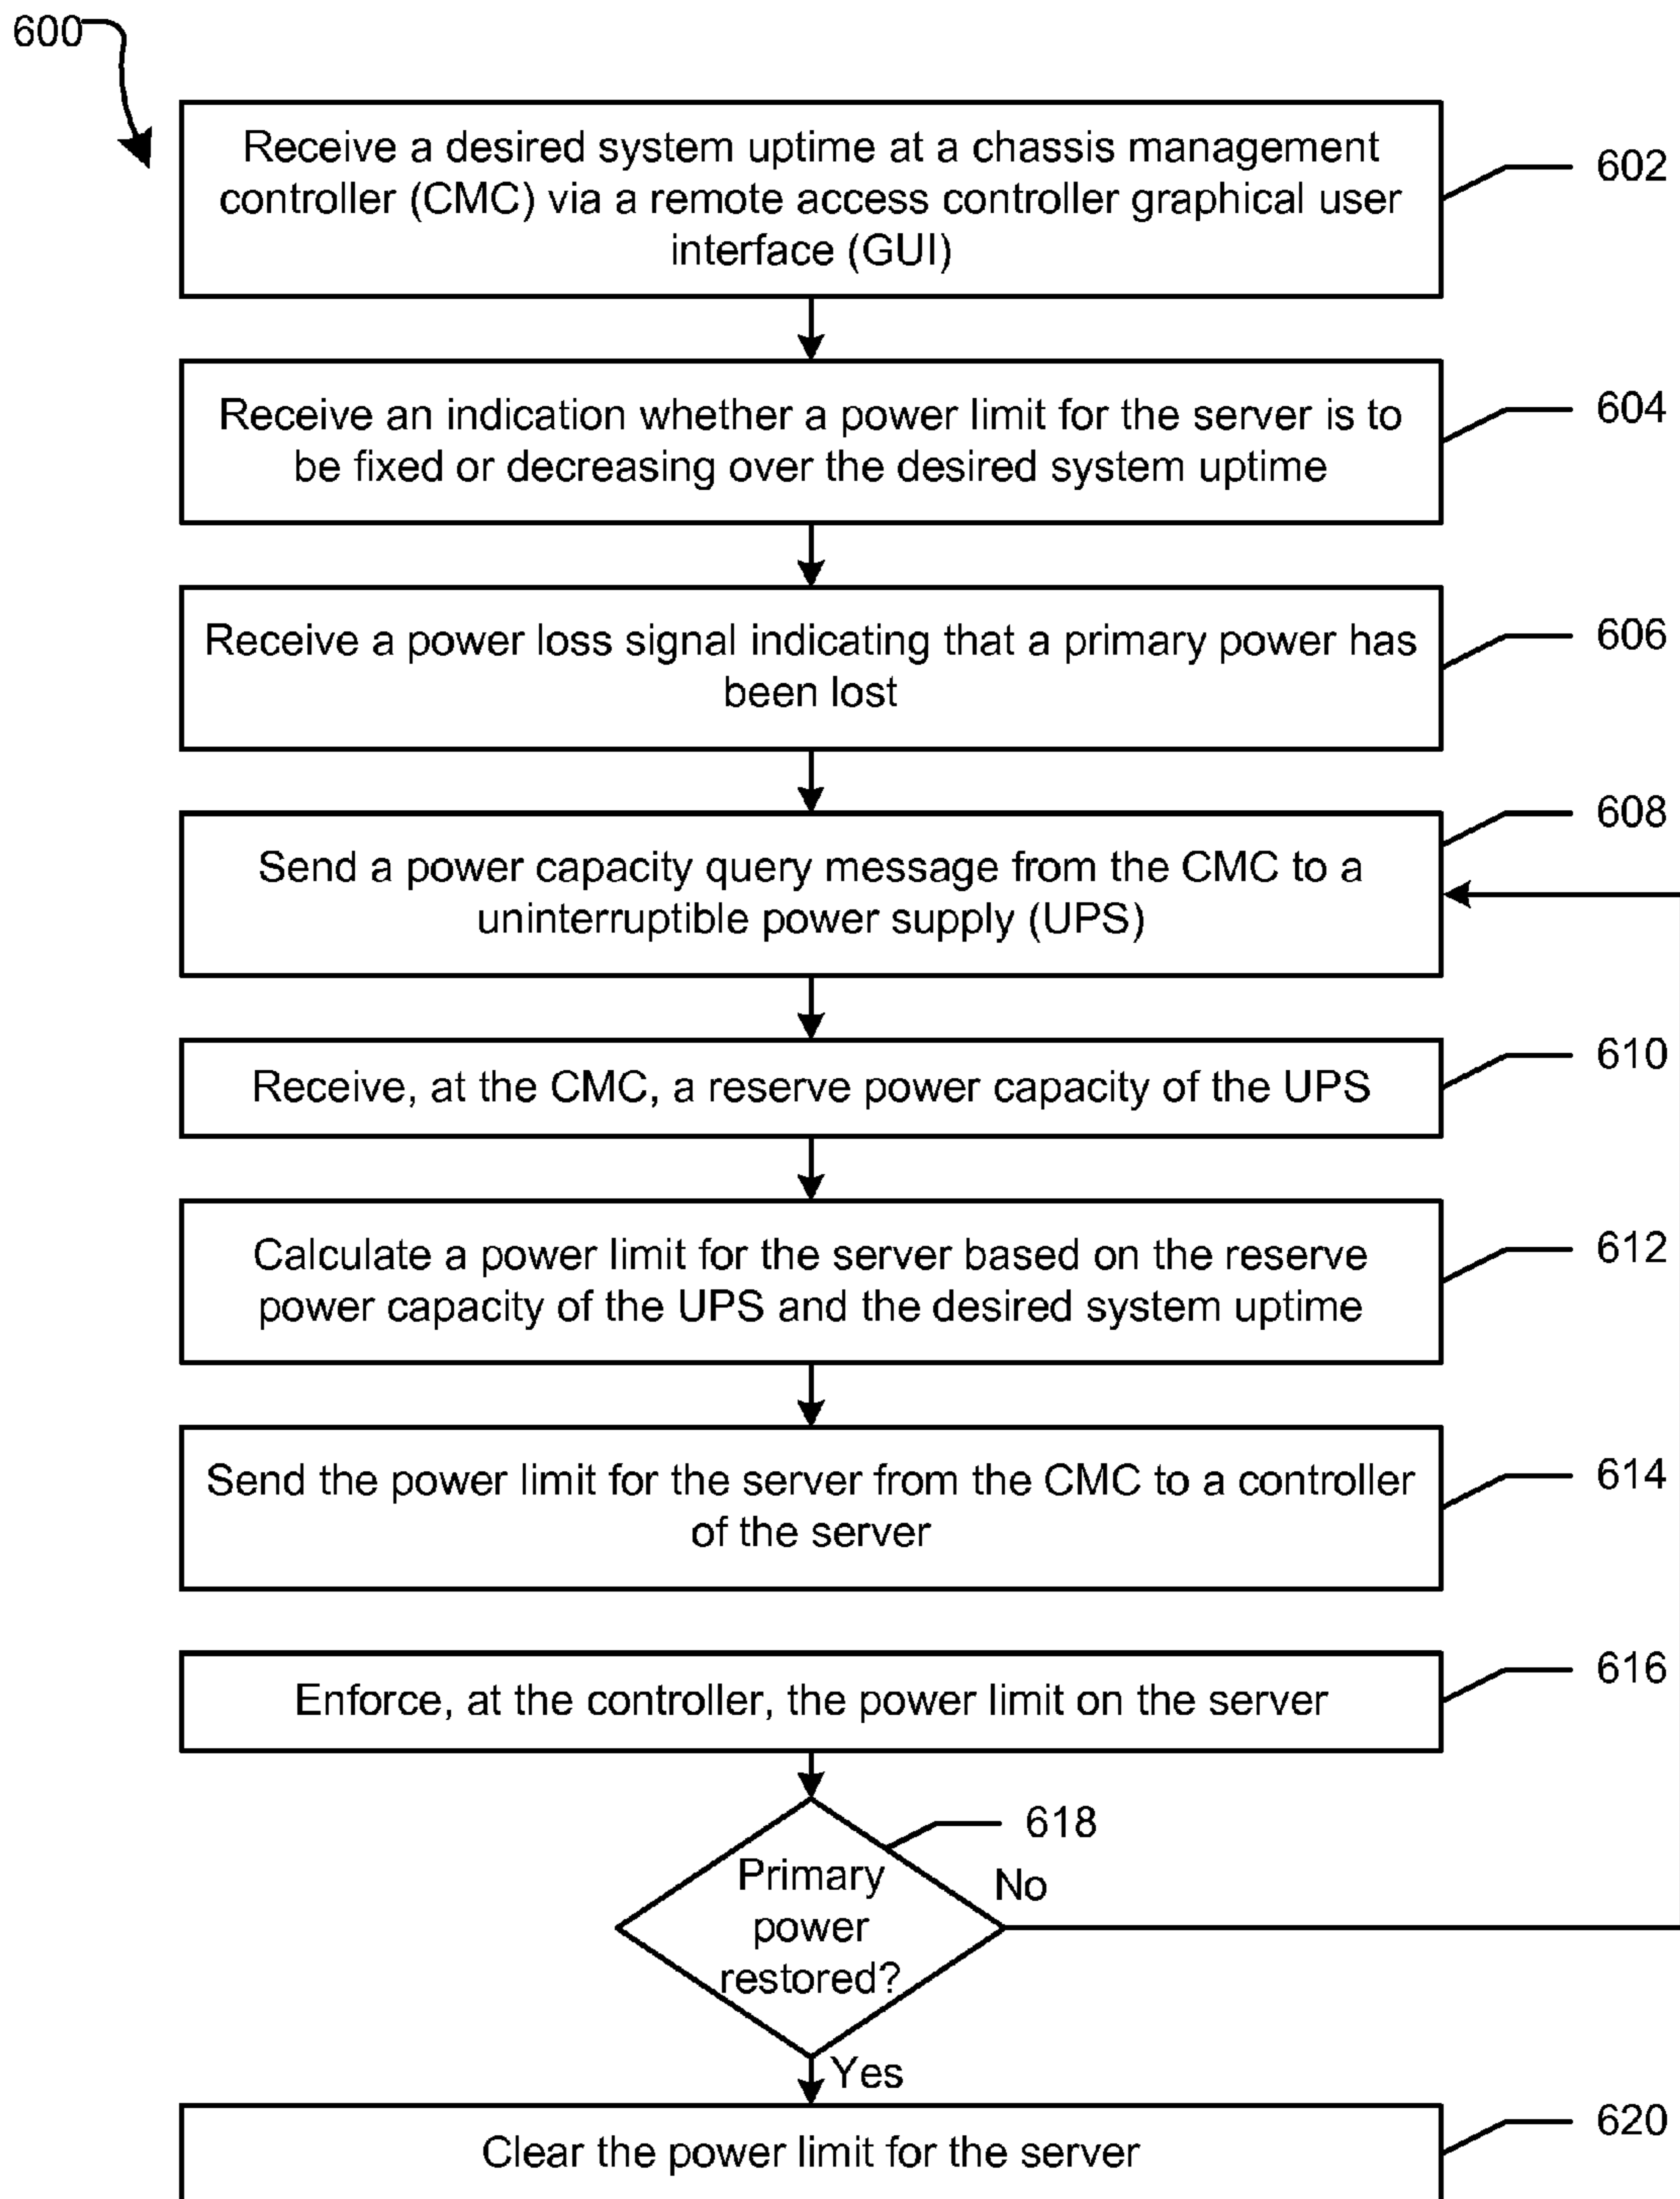 600
Receive a desired system uptime at a chassis management
controller (CMC) via a remote access controller graphical user
interface (GUI)
602
Receive an indication whether a power limit for the server is to
be fixed or decreasing over the desired system uptime
604
Receive a power loss signal indicating that a primary power has
been lost
606
Send a power capacity query message from the CMC to a
uninterruptible power supply (UPS)
608
Receive, at the CMC, a reserve power capacity of the UPS
610
Calculate a power limit for the server based on the reserve
power capacity of the UPS and the desired system uptime
612
Send the power limit for the server from the CMC to a controller
of the server
614
Enforce, at the controller, the power limit on the server
616
Primary
power
restored?
618
No
Yes
Clear the power limit for the server
620